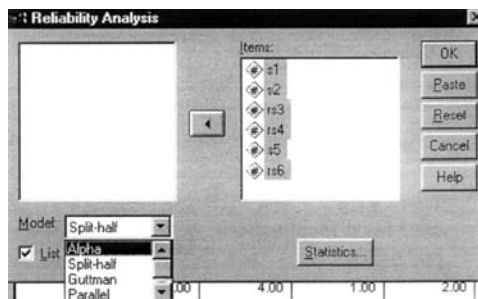 Reliability Analysis
Items:
s1
s2
rs3
rs4
s5
rs6
OK
Paste
Reset
Cancel
Help
Model: Split-half
List
Alpha
Split-half
Guttman
Parallel
Statistics...
.00 4.00 1.00 2.00